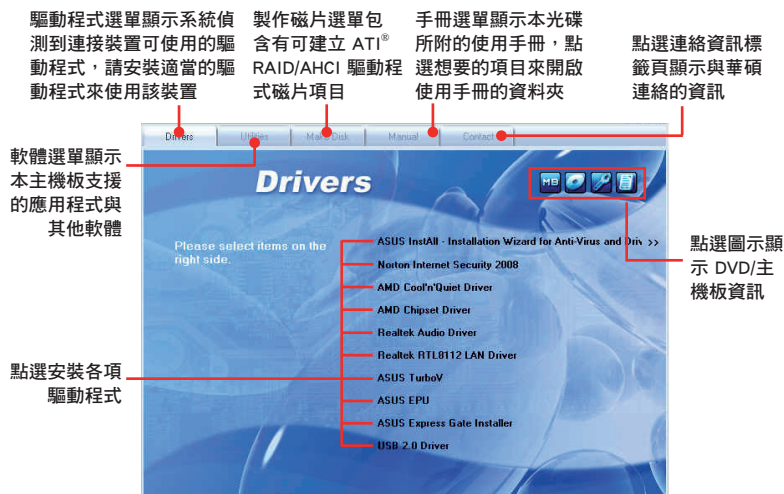 驅動程式選單顯示系統偵
測到連接裝置可使用的驅
動程式，請安裝適當的驅
動程式來使用該裝置
製作磁片選單包
含有可建立 ATI®
RAID/AHCI 驅動程
式磁片項目
手冊選單顯示本光碟
所附的使用手冊，點
選想要的項目來開啟
使用手冊的資料夾
點選連絡資訊標
籤頁顯示與華碩
連絡的資訊
Drivers
Utilities
Make Disk
Manual
Contact
軟體選單顯示
本主機板支援
的應用程式與
其他軟體
Drivers
MB
Please select items on the
right side.
ASUS InstAll - Installation Wizard for Anti-Virus and Driv >>
Norton Internet Security 2008
AMD Cool'n'Quiet Driver
AMD Chipset Driver
Realtek Audio Driver
Realtek RTL8112 LAN Driver
ASUS TurboV
ASUS EPU
ASUS Express Gate Installer
USB 2.0 Driver
點選圖示顯
示 DVD/主
機板資訊
點選安裝各項
驅動程式